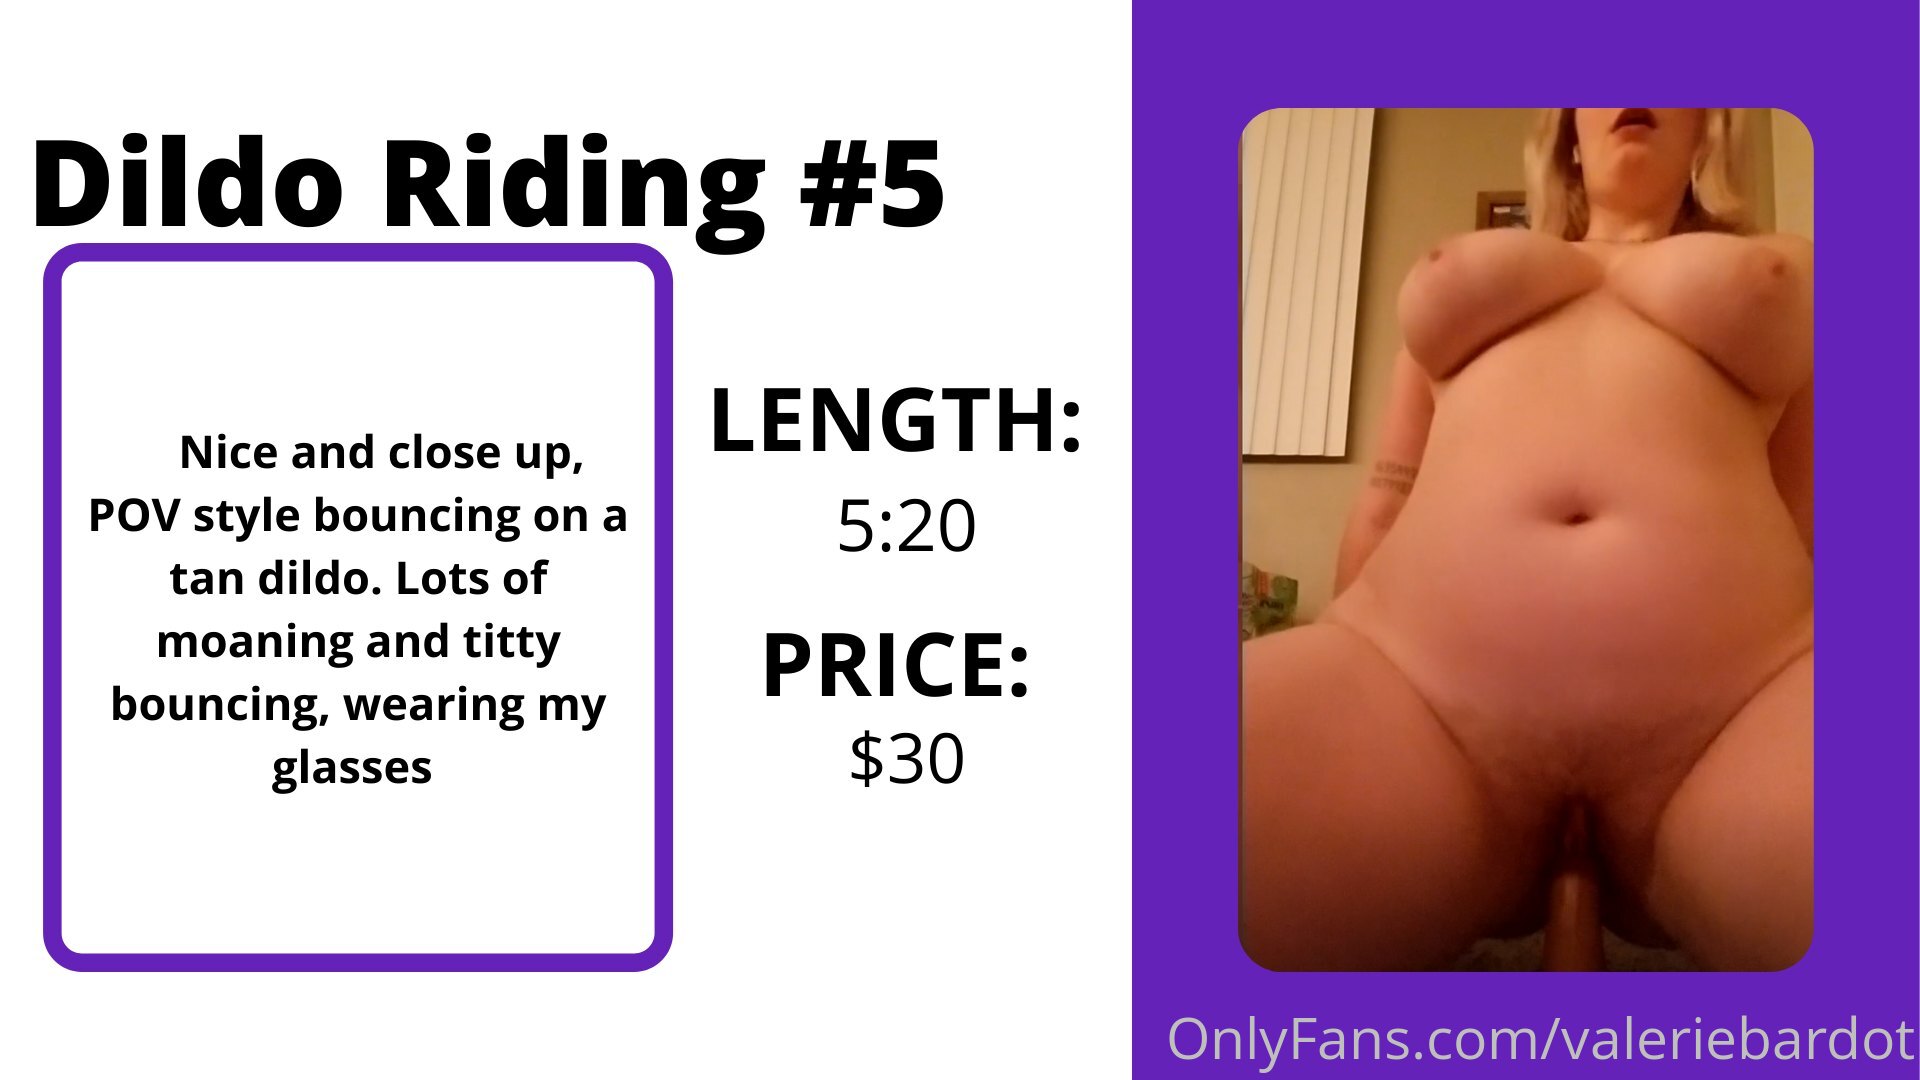 Dildo Riding #5
Nice and close up,
POV style bouncing on a
tan dildo. Lots of
moaning and titty
bouncing, wearing my
glasses
LENGTH:
5:20
PRICE:
$30
OnlyFans.com/valeriebardot